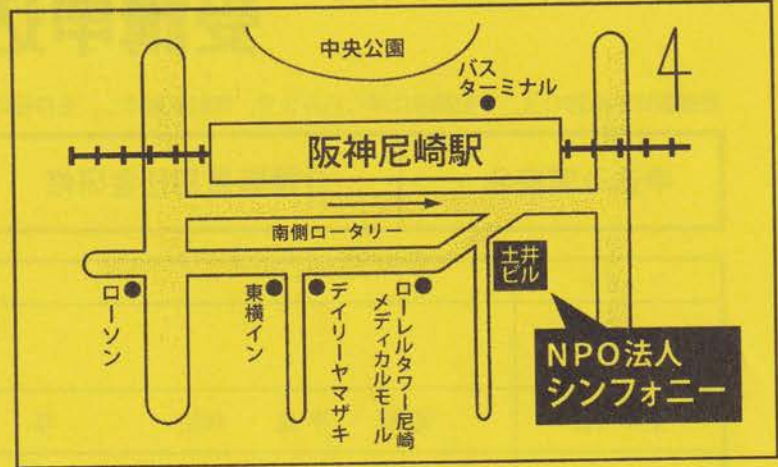 中央公園
バス
ターミナル
4
阪神尼崎駅
南側ロータリー
土井
ビル
ローソン
東横イン
デイリーヤマザキ
ローレルタワー尼崎
メディカルモール
NPO法人
シンフォニー